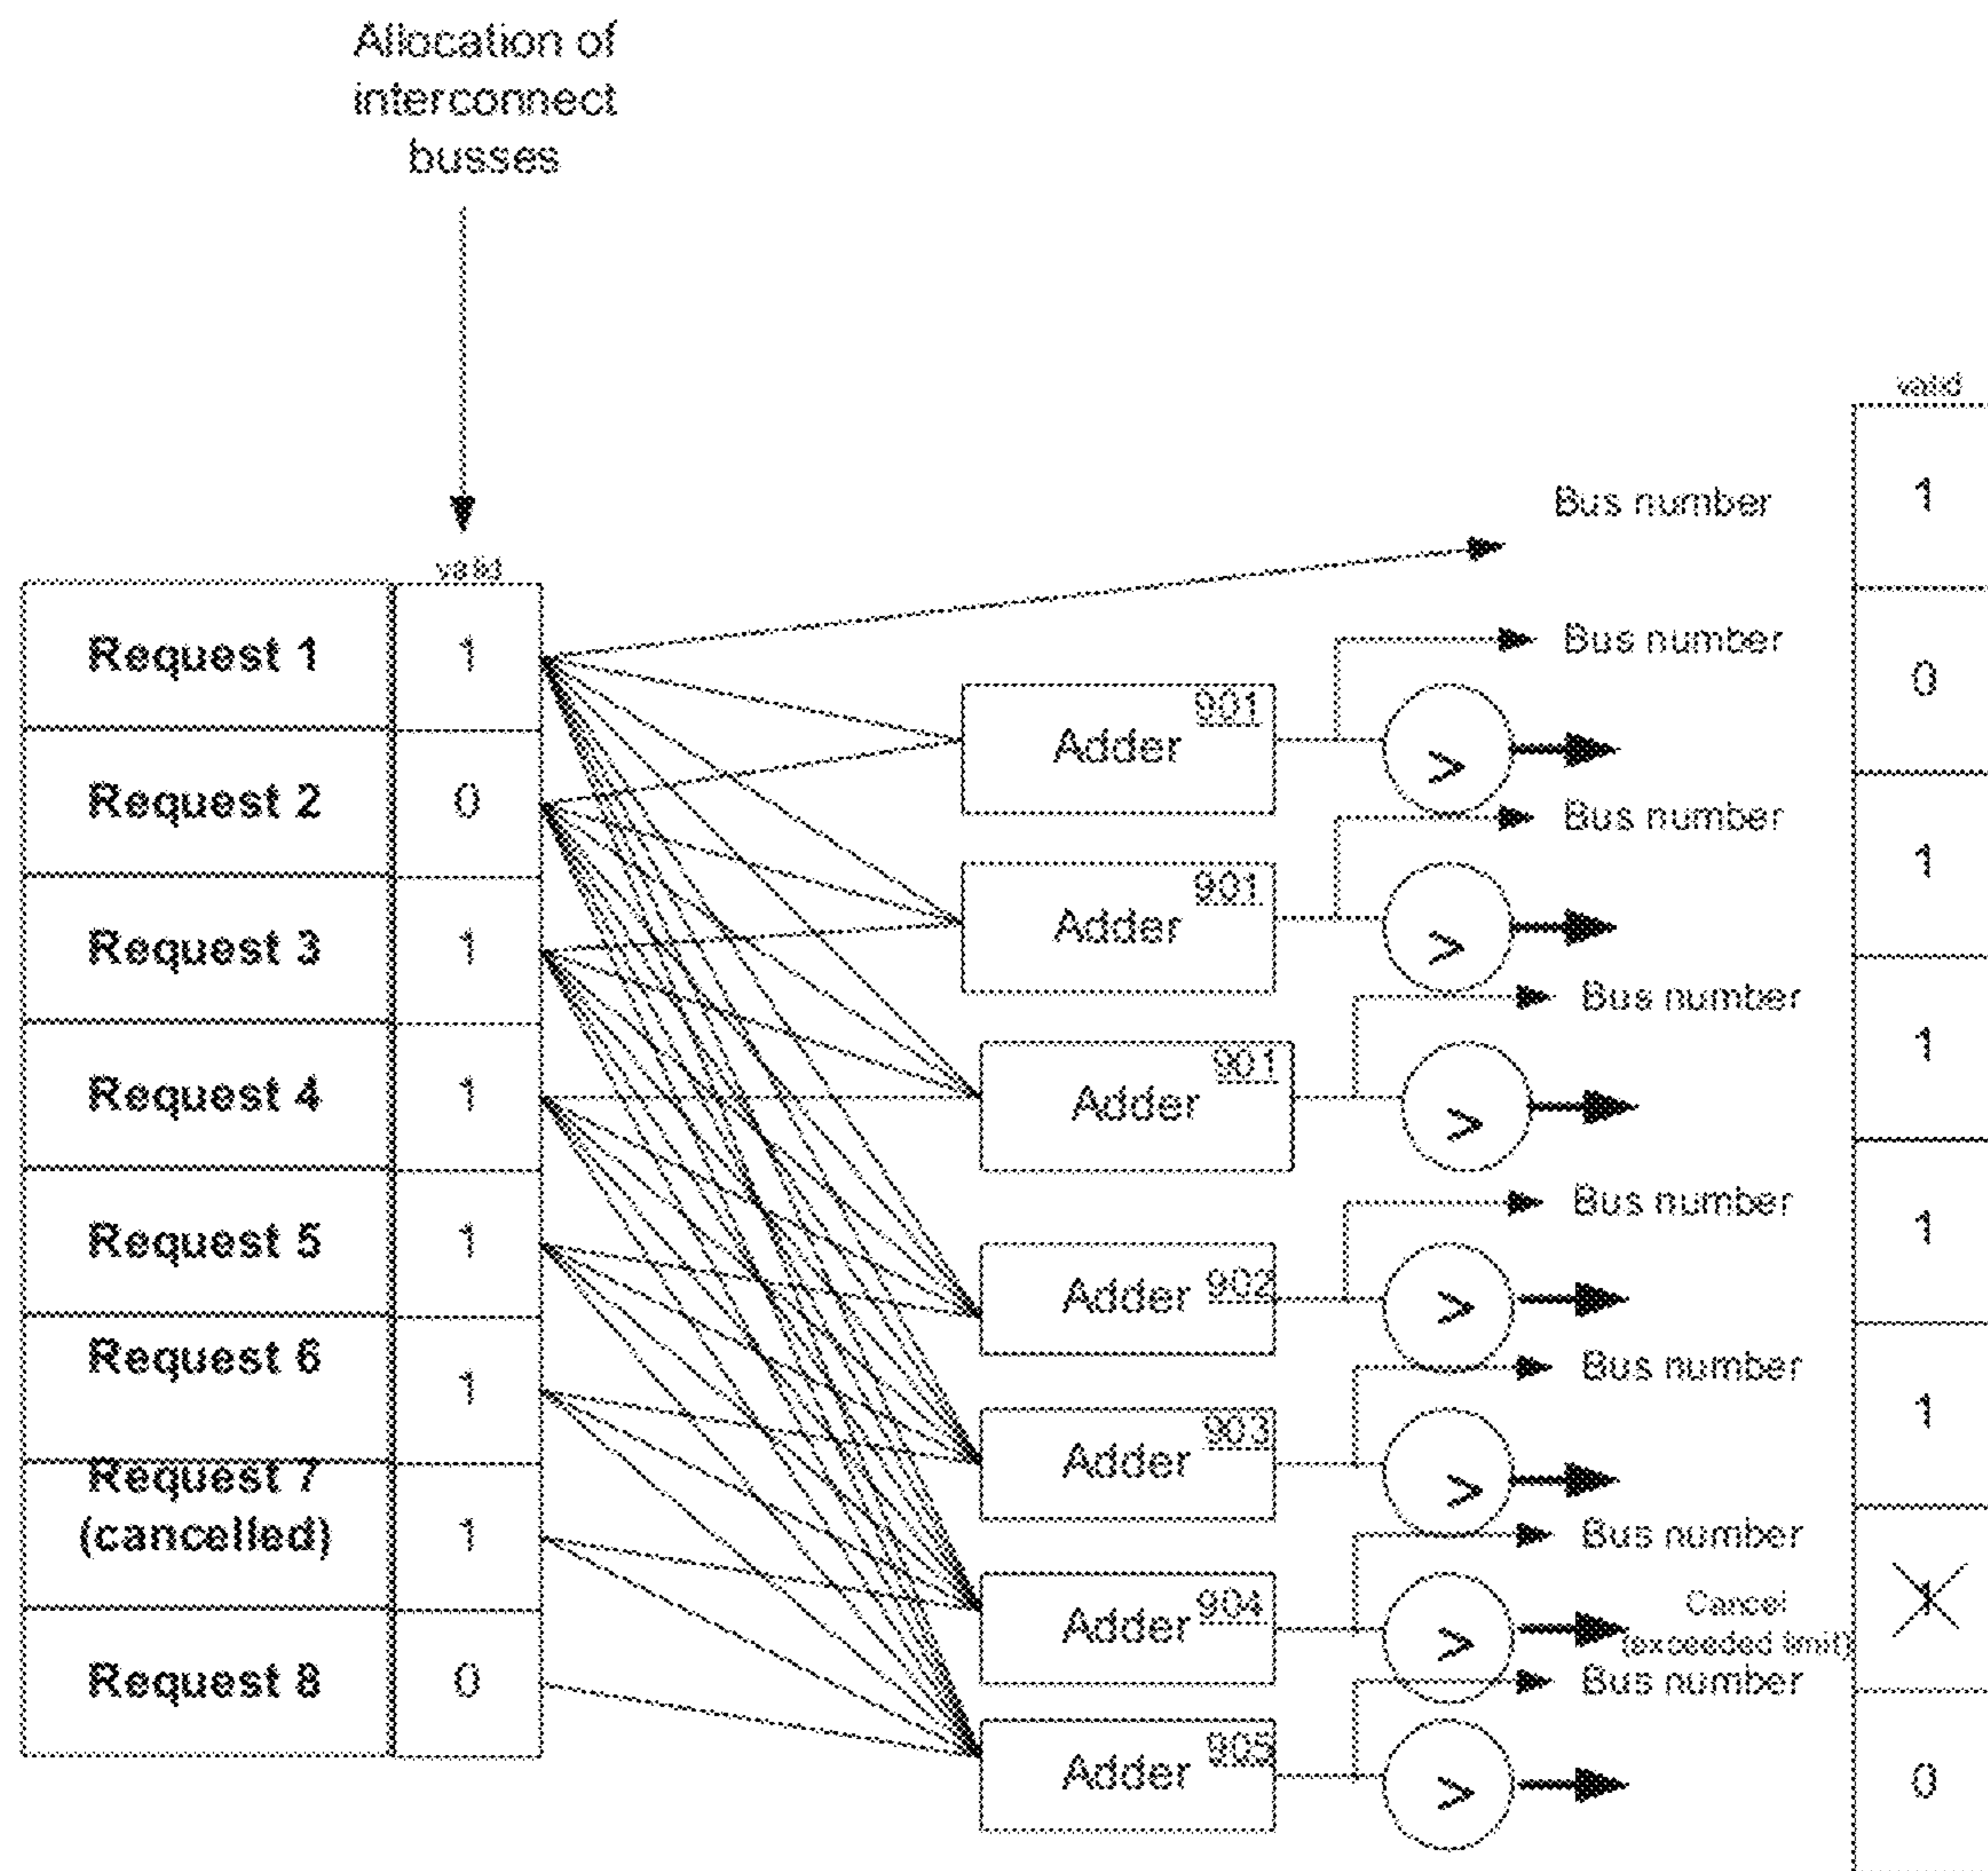 Allocation of
interconnect
busses
valid
valid
1
Bus number
Request 1 1
Bus number
0
901
Adder
>
Request 2 0
Bus number
1
901
Adder
>
Request 3 1
Bus number
1
901
Adder
>
Request 4 1
Bus number
1
Request 5 1
Adder 902
>
Request 6
1
Bus number
1
903
Adder
>
Request 7
(cancelled)
1
Bus number
1
Cancel
(exceeded limit)
904
Adder
>
Request 8 0
Bus number
905
Adder
>
0